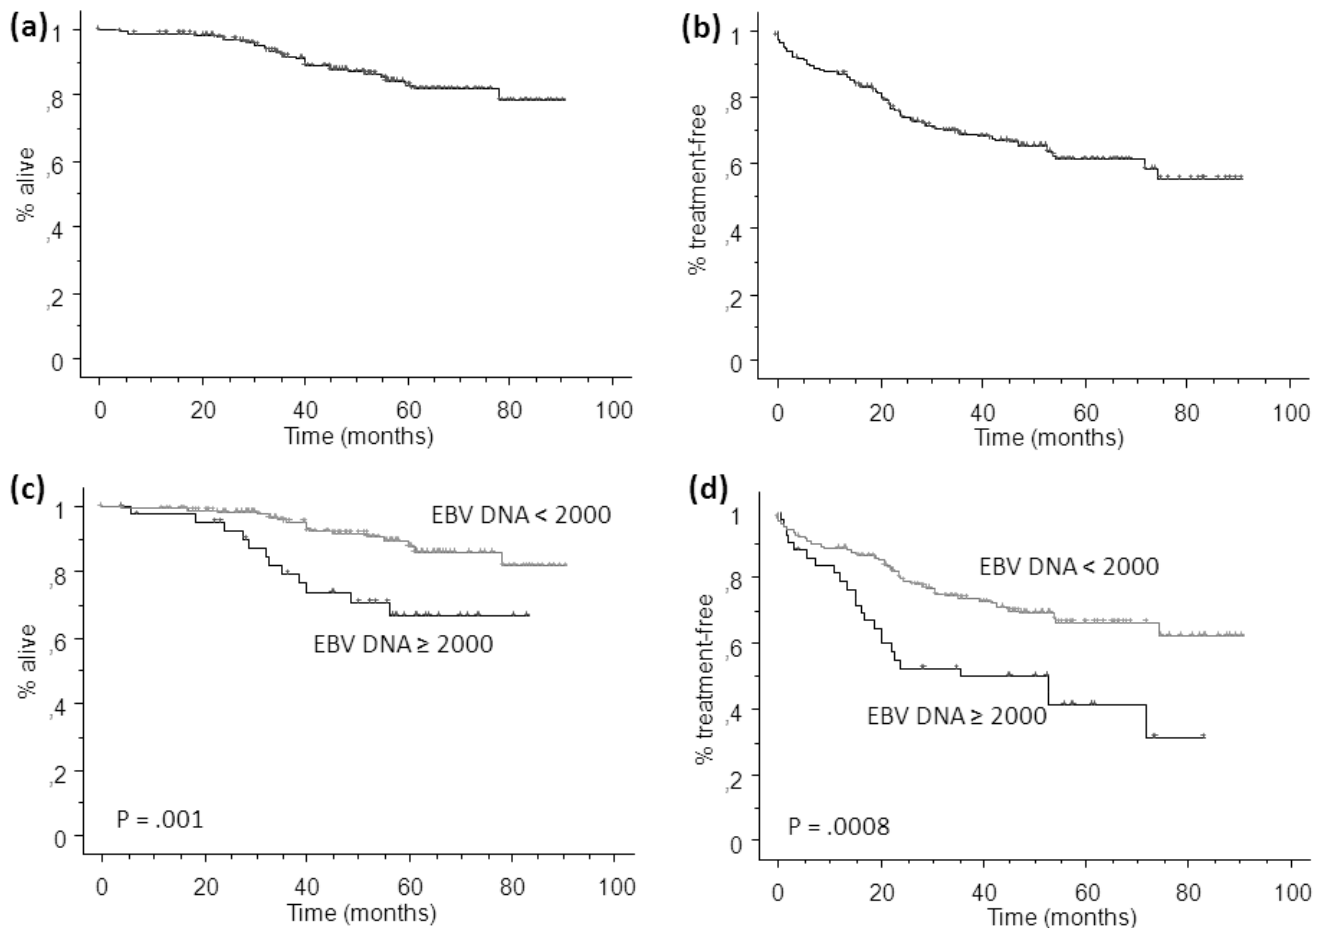 (a)
1
,8
,6
,4
,2
0
% alive
0 20 40 60 80 100
Time (months)
(b)
1
,8
,6
,4
,2
0
% treatment-free
0 20 40 60 80 100
Time (months)
(c)
1
,8
,6
,4
,2
0
% alive
EBV DNA < 2000
EBV DNA ≥ 2000
P = .001
0 20 40 60 80 100
Time (months)
(d)
1
,8
,6
,4
,2
0
% treatment-free
EBV DNA < 2000
EBV DNA ≥ 2000
P = .0008
0 20 40 60 80 100
Time (months)